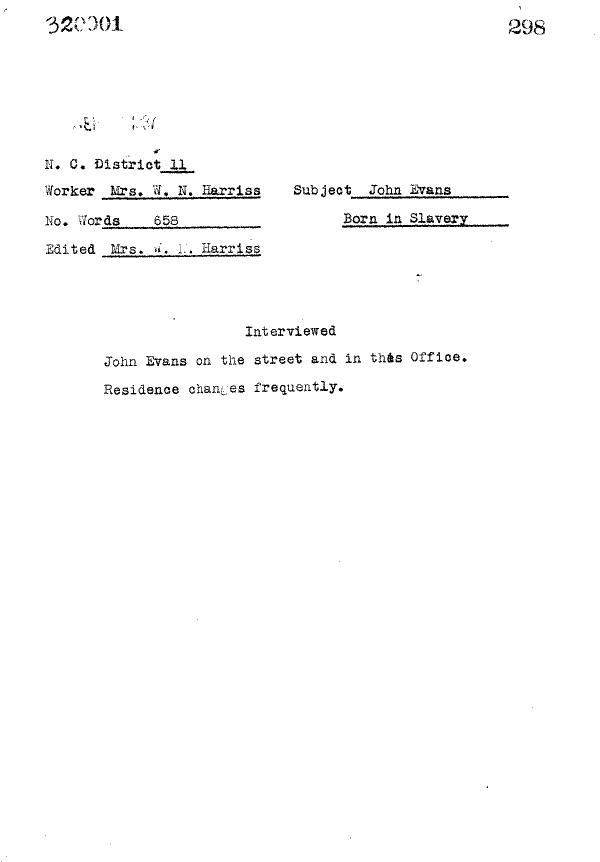 320001 298
N. C. District 11
Worker Mrs. W. N. Harriss Subject John Evans
No. Words 658 Born in Slavery
Edited Mrs. W. N. Harriss
Interviewed
John Evans on the street and in this Office.
Residence changes frequently.